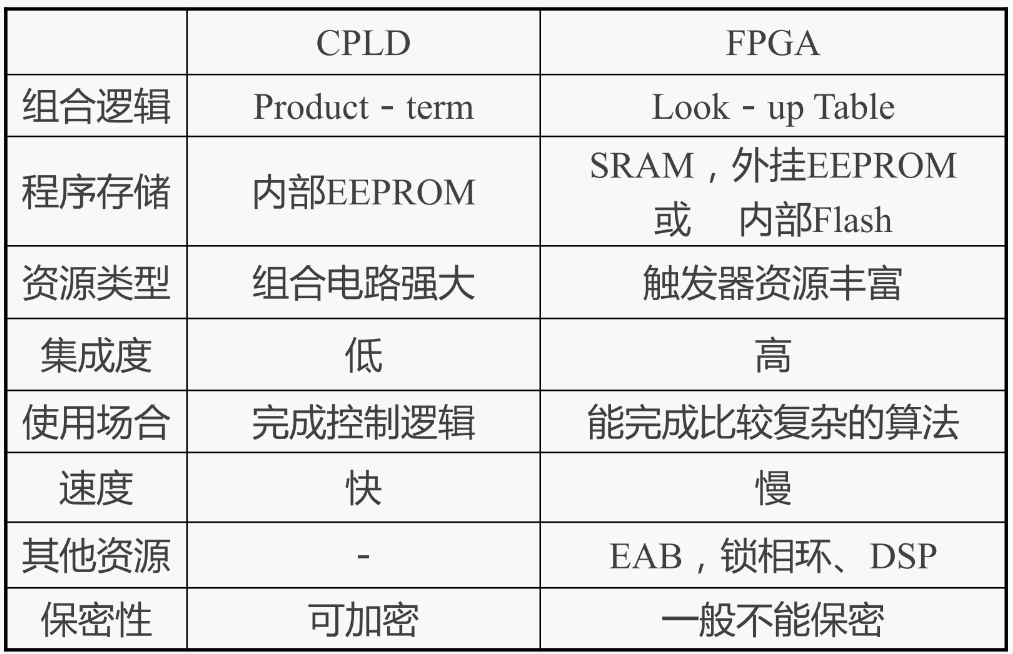 CPLD FPGA
组合逻辑 Product - term Look - up Table
程序存储 内部EEPROM SRAM，外挂EEPROM
或 内部Flash
资源类型 组合电路强大 触发器资源丰富
集成度 低 高
使用场合 完成控制逻辑 能完成比较复杂的算法
速度 快 慢
其他资源 - EAB，锁相环、DSP
保密性 可加密 一般不能保密